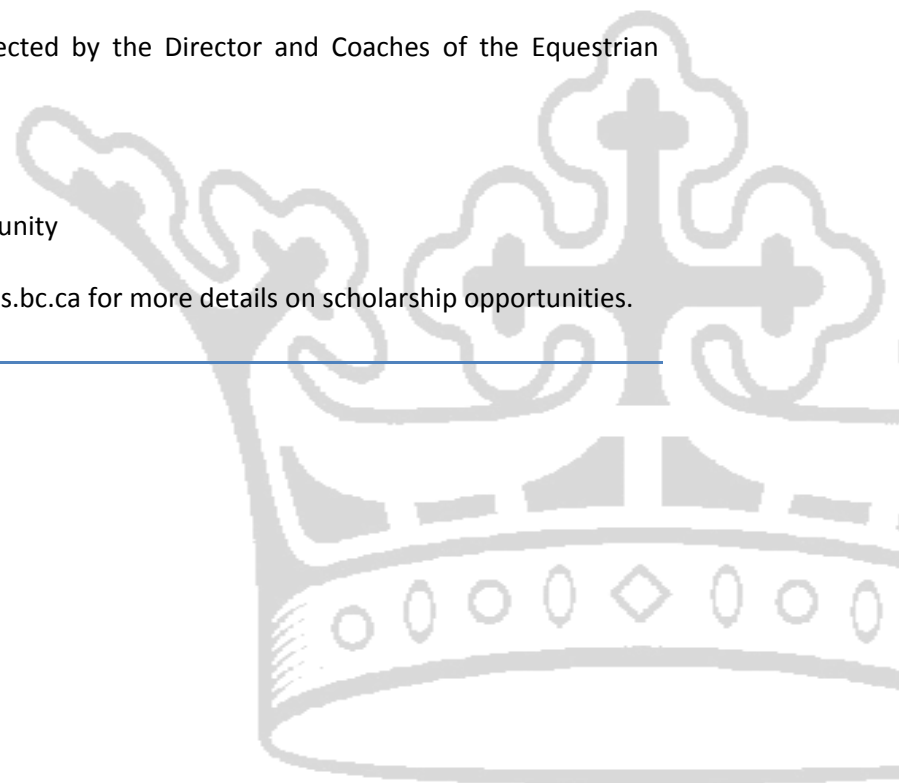 ected by the Director and Coaches of the Equestrian
unity
s.bc.ca for more details on scholarship opportunities.